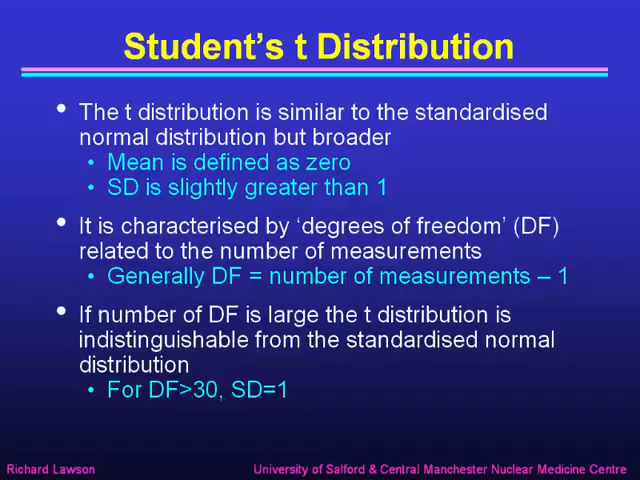 Student's t Distribution
• The t distribution is similar to the standardised
normal distribution but broader
• Mean is defined as zero
• SD is slightly greater than 1
• It is characterised by ‘degrees of freedom’ (DF)
related to the number of measurements
• Generally DF = number of measurements – 1
• If number of DF is large the t distribution is
indistinguishable from the standardised normal
distribution
• For DF>30, SD=1
Richard Lawson
University of Salford & Central Manchester Nuclear Medicine Centre